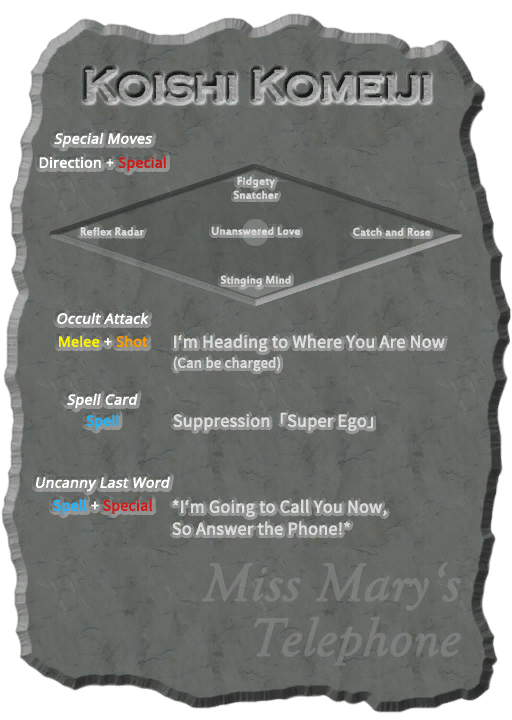 Koishi Komeiji
Special Moves
Direction + Special
Fidgety
Snatcher
Reflex Radar
Unanswered Love
Catch and Rose
Stinging Mind
Occult Attack
Melee + Shot
I'm Heading to Where You Are Now
(Can be charged)
Spell Card
Spell
Suppression「Super Ego」
Uncanny Last Word
Spell + Special
*I'm Going to Call You Now,
So Answer the Phone!*
Miss Mary‘s
Telephone